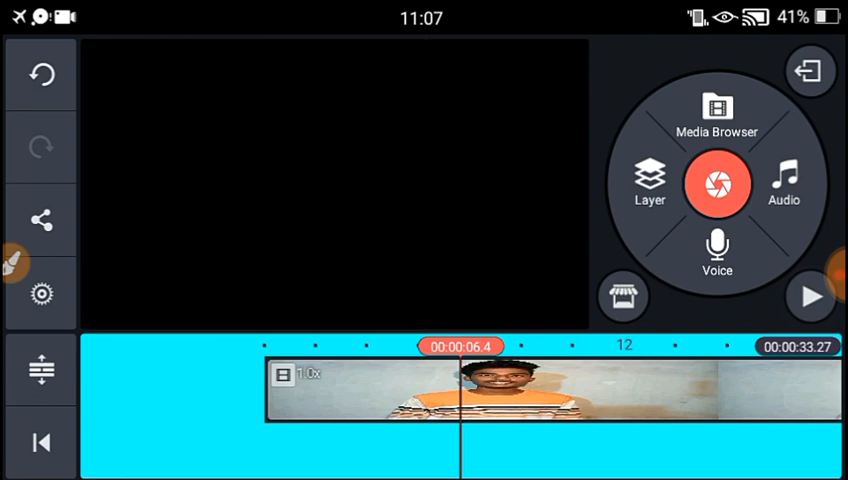 11:07
41%
Media Browser
Layer
Audio
Voice
00:00:06.4
12
00:00:33.27
1.0x